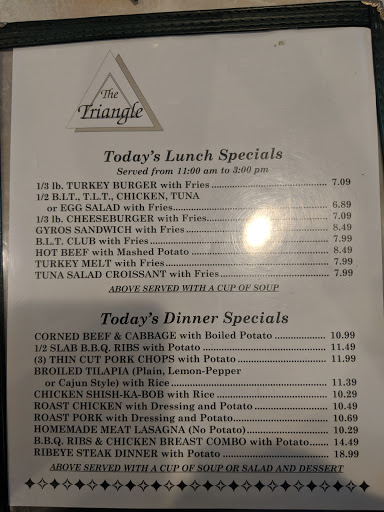 The
Triangle
Today's Lunch Specials
Served from 11:00 am to 3:00 pm
1/3 lb. TURKEY BURGER with Fries 7.09
1/2 B.L.T., T.L.T., CHICKEN, TUNA
or EGG SALAD with Fries 6.89
1/3 lb. CHEESEBURGER with Fries 7.09
GYROS SANDWICH with Fries 8.49
B.L.T. CLUB with Fries 7.99
HOT BEEF with Mashed Potato 8.49
TURKEY MELT with Fries 7.99
TUNA SALAD CROISSANT with Fries 7.99
ABOVE SERVED WITH A CUP OF SOUP
Today's Dinner Specials
CORNED BEEF & CABBAGE with Boiled Potato 10.99
1/2 SLAB B.B.Q. RIBS with Potato 11.49
(3) THIN CUT PORK CHOPS with Potato 11.99
BROILED TILAPIA (Plain, Lemon-Pepper
or Cajun Style) with Rice 11.39
CHICKEN SHISH-KA-BOB with Rice 10.29
ROAST CHICKEN with Dressing and Potato 10.49
ROAST PORK with Dressing and Potato 10.69
HOMEMADE MEAT LASAGNA (No Potato) 10.29
B.B.Q. RIBS & CHICKEN BREAST COMBO with Potato 14.49
RIBEYE STEAK DINNER with Potato 18.99
ABOVE SERVED WITH A CUP OF SOUP OR SALAD AND DESSERT